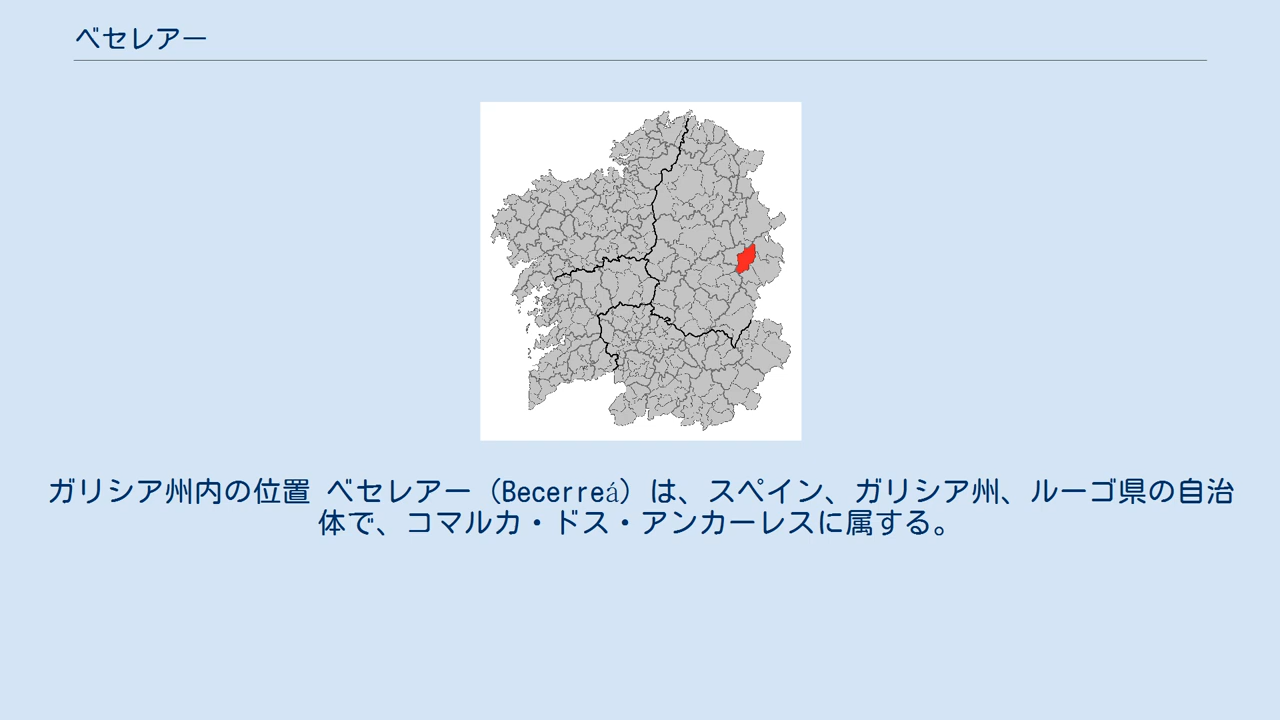 ベセレアー
ガリシア州内の位置 ベセレアー（Becerreá）は、スペイン、ガリシア州、ルーゴ県の自治
体で、コマルカ・ドス・アンカーレスに属する。